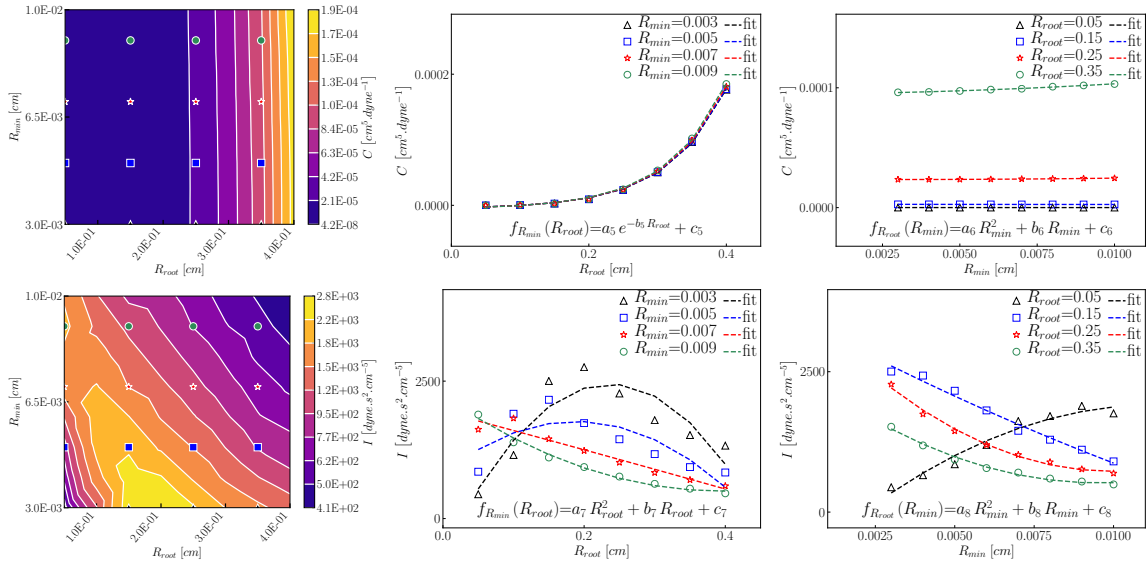 1.0E-02
6.5E-03
3.0E-03
R_min [cm]
1.0E-01
2.0E-01
3.0E-01
4.0E-01
R_root [cm]
1.9E-04
1.7E-04
1.5E-04
1.3E-04
1.0E-04
8.4E-05
6.3E-05
4.2E-05
2.1E-05
4.2E-08
C [cm^5.dyne^-1]
R_min=0.003 fit
R_min=0.005 fit
R_min=0.007 fit
R_min=0.009 fit
0.0002
0.0000
C [cm^5.dyne^-1]
f_{R_min}(R_root)=a_5 e^{-b_5 R_root} + c_5
0.2
0.4
R_root [cm]
R_root=0.05 fit
R_root=0.15 fit
R_root=0.25 fit
R_root=0.35 fit
0.0001
0.0000
C [cm^5.dyne^-1]
f_{R_root}(R_min)=a_6 R_min^2 + b_6 R_min + c_6
0.0025
0.0050
0.0075
0.0100
R_min [cm]
1.0E-02
6.5E-03
3.0E-03
R_min [cm]
1.0E-01
2.0E-01
3.0E-01
4.0E-01
R_root [cm]
2.8E+03
2.3E+03
1.9E+03
1.5E+03
1.2E+03
9.7E+02
7.8E+02
6.3E+02
5.1E+02
4.1E+02
I [dyne.s^2.cm^-5]
R_min=0.003 fit
R_min=0.005 fit
R_min=0.007 fit
R_min=0.009 fit
2500
0
I [dyne.s^2.cm^-5]
f_{R_min}(R_root)=a_7 R_root^2 + b_7 R_root + c_7
0.0
0.2
0.4
R_root [cm]
R_root=0.05 fit
R_root=0.15 fit
R_root=0.25 fit
R_root=0.35 fit
2500
0
I [dyne.s^2.cm^-5]
f_{R_root}(R_min)=a_8 R_min^2 + b_8 R_min + c_8
0.0025
0.0050
0.0075
0.0100
R_min [cm]